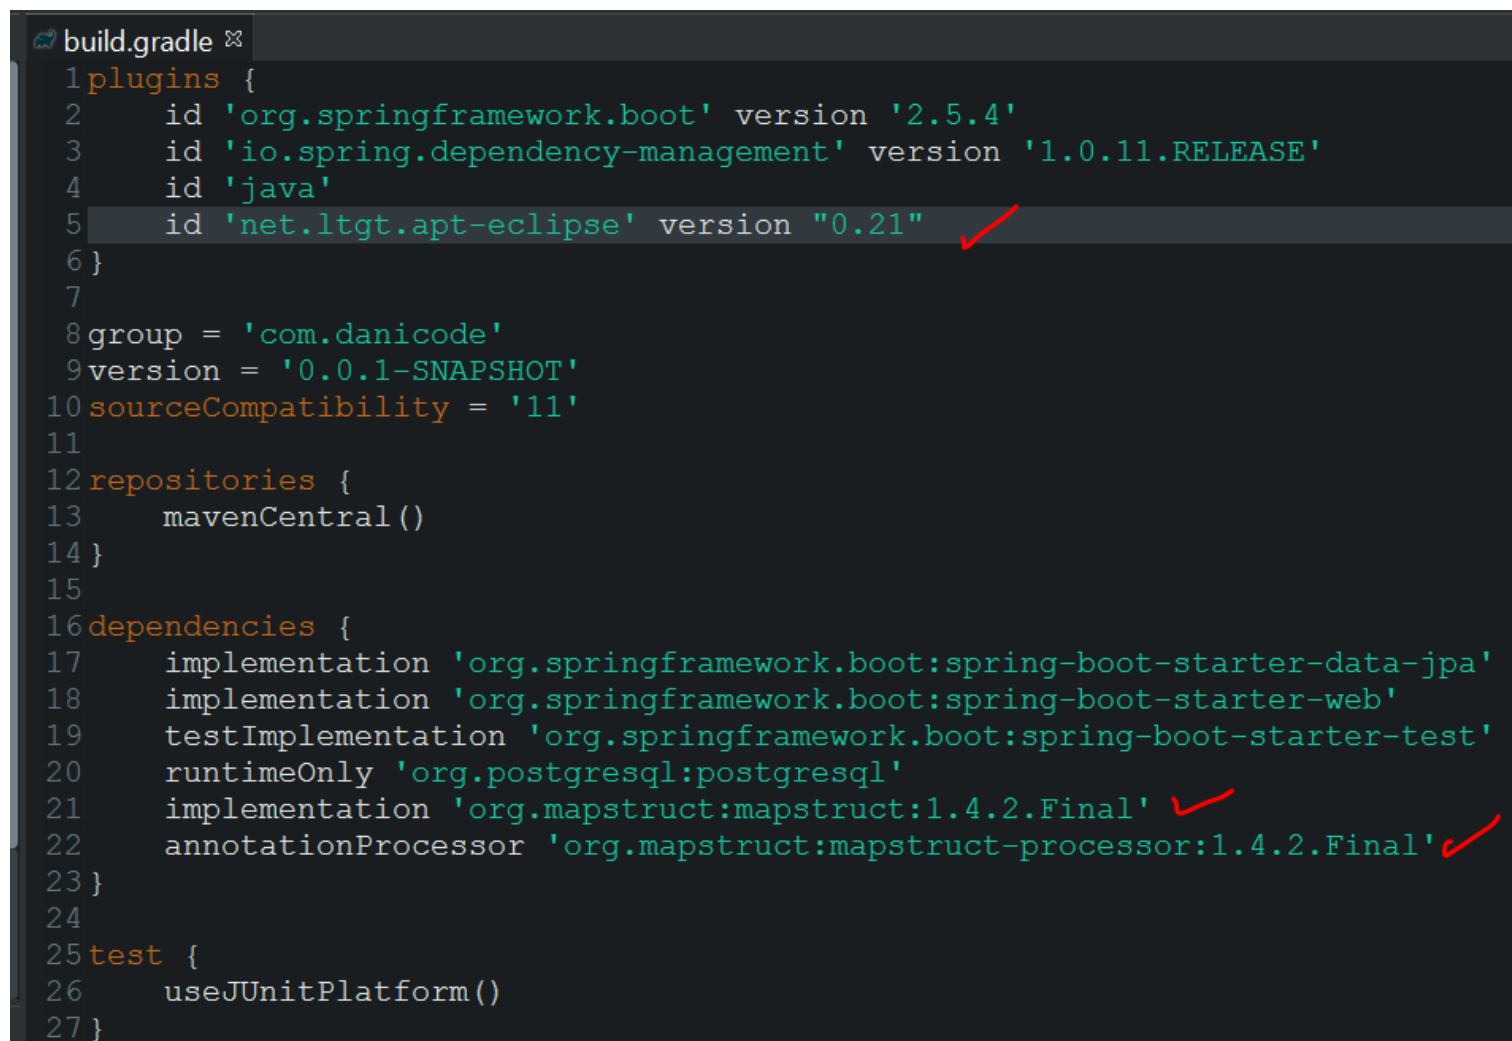 build.gradle
1 plugins {
2     id 'org.springframework.boot' version '2.5.4'
3     id 'io.spring.dependency-management' version '1.0.11.RELEASE'
4     id 'java'
5     id 'net.ltgt.apt-eclipse' version "0.21"
6 }
7
8 group = 'com.danicode'
9 version = '0.0.1-SNAPSHOT'
10 sourceCompatibility = '11'
11
12 repositories {
13     mavenCentral()
14 }
15
16 dependencies {
17     implementation 'org.springframework.boot:spring-boot-starter-data-jpa'
18     implementation 'org.springframework.boot:spring-boot-starter-web'
19     testImplementation 'org.springframework.boot:spring-boot-starter-test'
20     runtimeOnly 'org.postgresql:postgresql'
21     implementation 'org.mapstruct:mapstruct:1.4.2.Final'
22     annotationProcessor 'org.mapstruct:mapstruct-processor:1.4.2.Final'
23 }
24
25 test {
26     useJUnitPlatform()
27 }